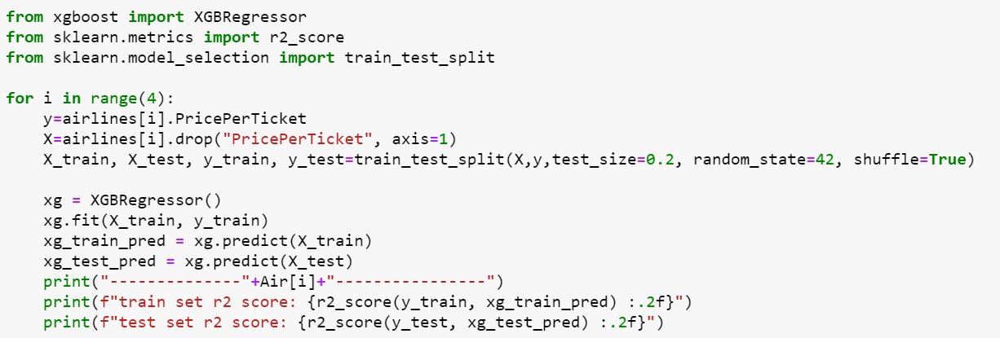 from xgboost import XGBRegressor
from sklearn.metrics import r2_score
from sklearn.model_selection import train_test_split

for i in range(4):
    y=airlines[i].PricePerTicket
    X=airlines[i].drop("PricePerTicket", axis=1)
    X_train, X_test, y_train, y_test=train_test_split(X,y,test_size=0.2, random_state=42, shuffle=True)

    xg = XGBRegressor()
    xg.fit(X_train, y_train)
    xg_train_pred = xg.predict(X_train)
    xg_test_pred = xg.predict(X_test)
    print("--------------"+Air[i]+"----------------")
    print(f"train set r2 score: {r2_score(y_train, xg_train_pred) :.2f}")
    print(f"test set r2 score: {r2_score(y_test, xg_test_pred) :.2f}")